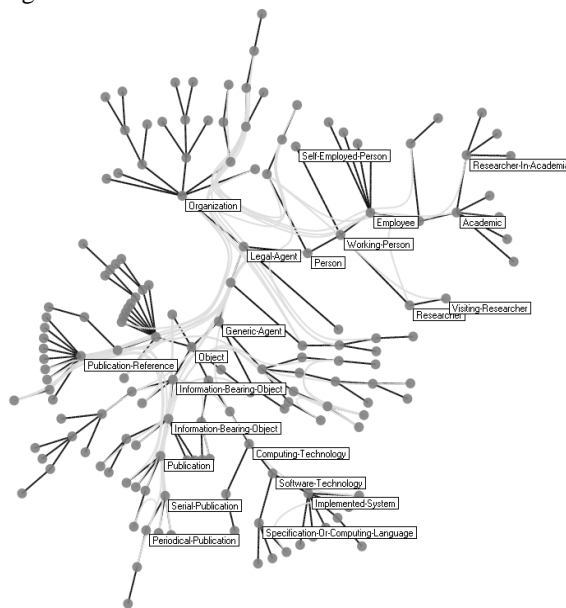 Self-Employed-Person
Researcher-In-Academia
Organization
Employee
Academic
Working-Person
Legal-Agent
Person
Visiting-Researcher
Researcher
Generic-Agent
Object
Publication-Reference
Information-Bearing-Object
Information-Bearing-Object
Computing-Technology
Publication
Software-Technology
Serial-Publication
Implemented-System
Specification-Or-Computing-Language
Periodical-Publication